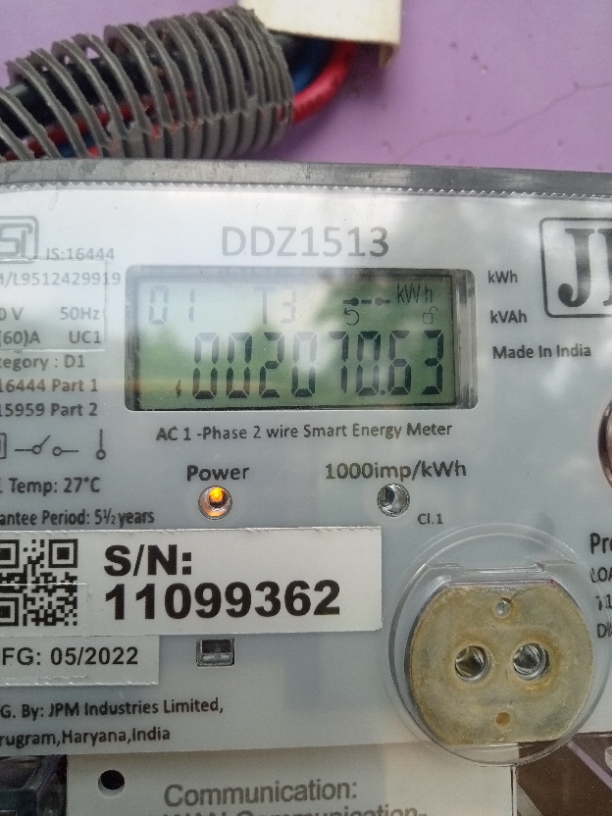 IS:16444
DDZ1513
M/L9512429919
kWh
01 T3 kWh
50Hz
kVAh
(60)A UC1
002070.63
Made In India
tegory : D1
16444 Part 1
15959 Part 2
AC 1 -Phase 2 wire Smart Energy Meter
Power
1000imp/kWh
Temp: 27°C
antee Period: 5½ years
Cl.1
S/N:
11099362
FG: 05/2022
G. By: JPM Industries Limited,
rugram,Haryana,India
Communication: